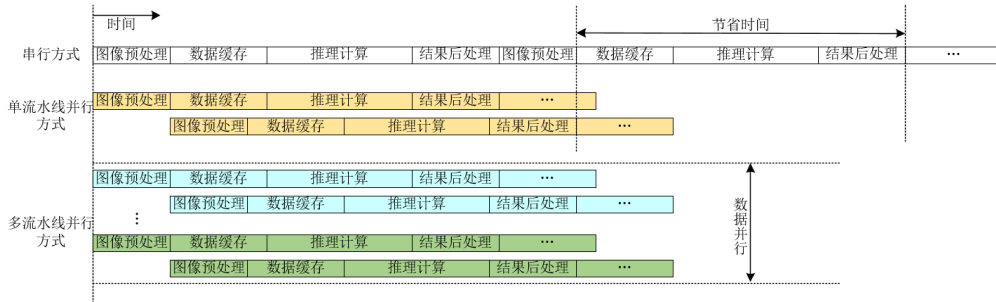 时间
节省时间
串行方式
图像预处理 数据缓存 推理计算 结果后处理 图像预处理 数据缓存 推理计算 结果后处理 …
单流水线并行
方式
图像预处理 数据缓存 推理计算 结果后处理 …
图像预处理 数据缓存 推理计算 结果后处理 …
多流水线并行
方式
图像预处理 数据缓存 推理计算 结果后处理 …
图像预处理 数据缓存 推理计算 结果后处理 …
⋮
图像预处理 数据缓存 推理计算 结果后处理 …
图像预处理 数据缓存 推理计算 结果后处理 …
数据并行